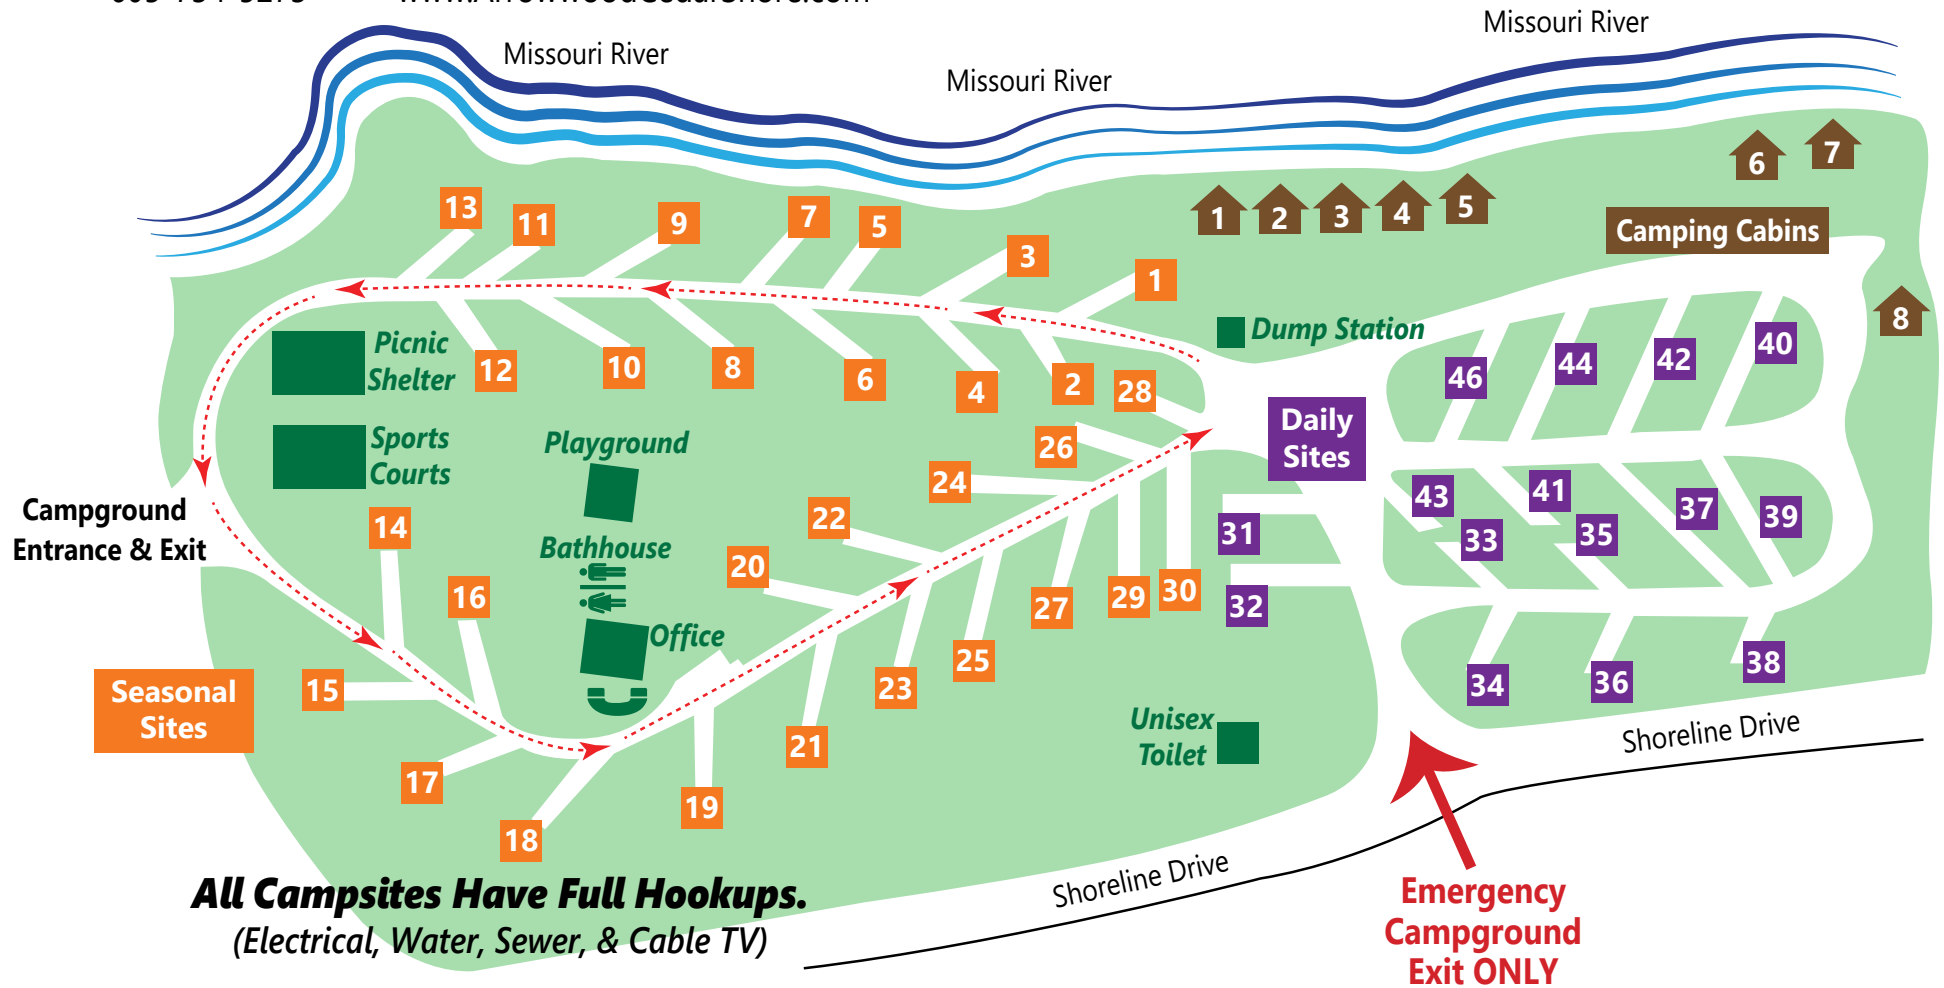 www.ArrowwoodCedarShore.com
Missouri River
Missouri River
Missouri River
6
7
1
2
3
4
5
Camping Cabins
8
13
11
9
7
5
3
1
Dump Station
Picnic
Shelter
12
10
8
6
4
2
28
46
44
42
40
Daily
Sites
Sports
Courts
Playground
26
24
22
Campground
Entrance & Exit
14
Bathhouse
20
16
43
41
37
39
31
33
35
32
27
29
30
Office
15
25
23
Seasonal
Sites
34
36
38
17
21
19
18
Unisex
Toilet
Shoreline Drive
Shoreline Drive
All Campsites Have Full Hookups.
(Electrical, Water, Sewer, & Cable TV)
Emergency
Campground
Exit ONLY